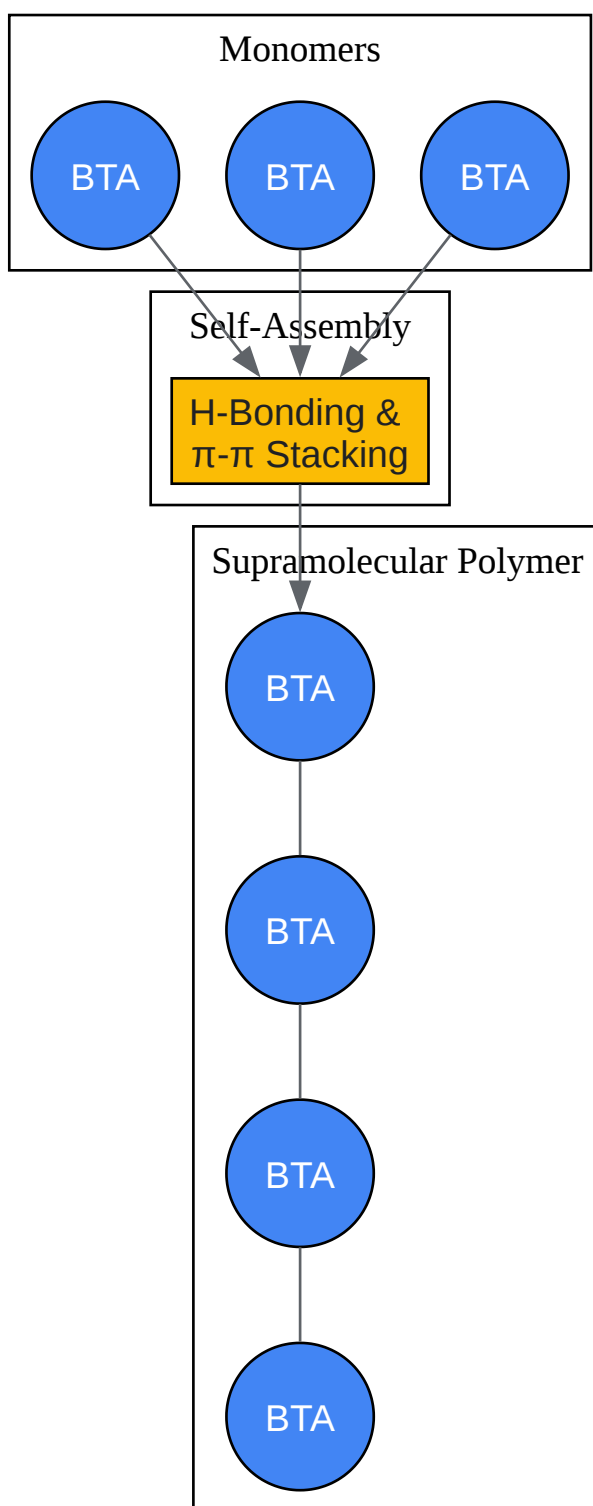 Monomers
BTA BTA BTA
Self-Assembly
H-Bonding &
π-π Stacking
Supramolecular Polymer
BTA
BTA
BTA
BTA